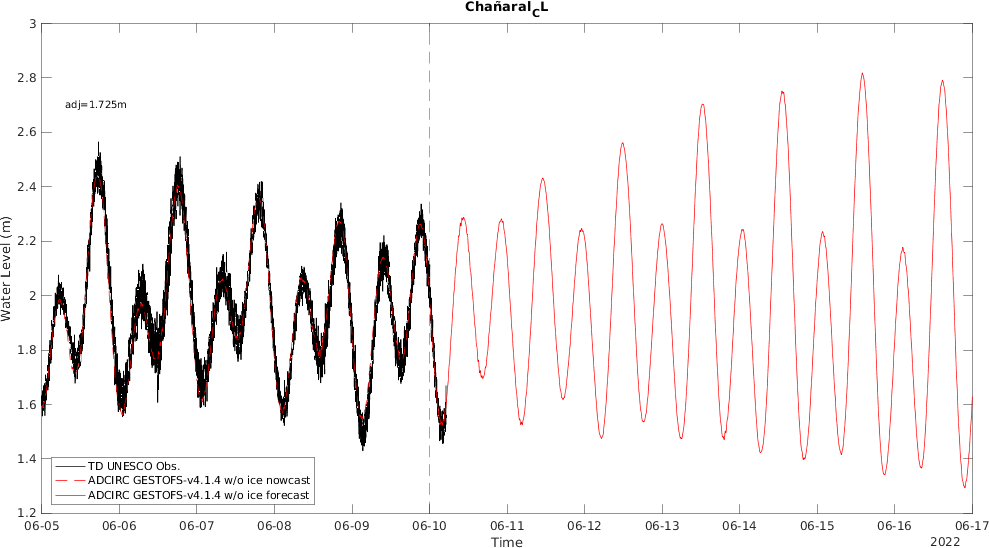 Chañaral_CL
3
2.8
2.6
2.4
2.2
2
1.8
1.6
1.4
1.2
Water Level (m)
adj=1.725m
TD UNESCO Obs.
ADCIRC GESTOFS-v4.1.4 w/o ice nowcast
ADCIRC GESTOFS-v4.1.4 w/o ice forecast
06-05 06-06 06-07 06-08 06-09 06-10 06-11 06-12 06-13 06-14 06-15 06-16 06-17
Time
2022